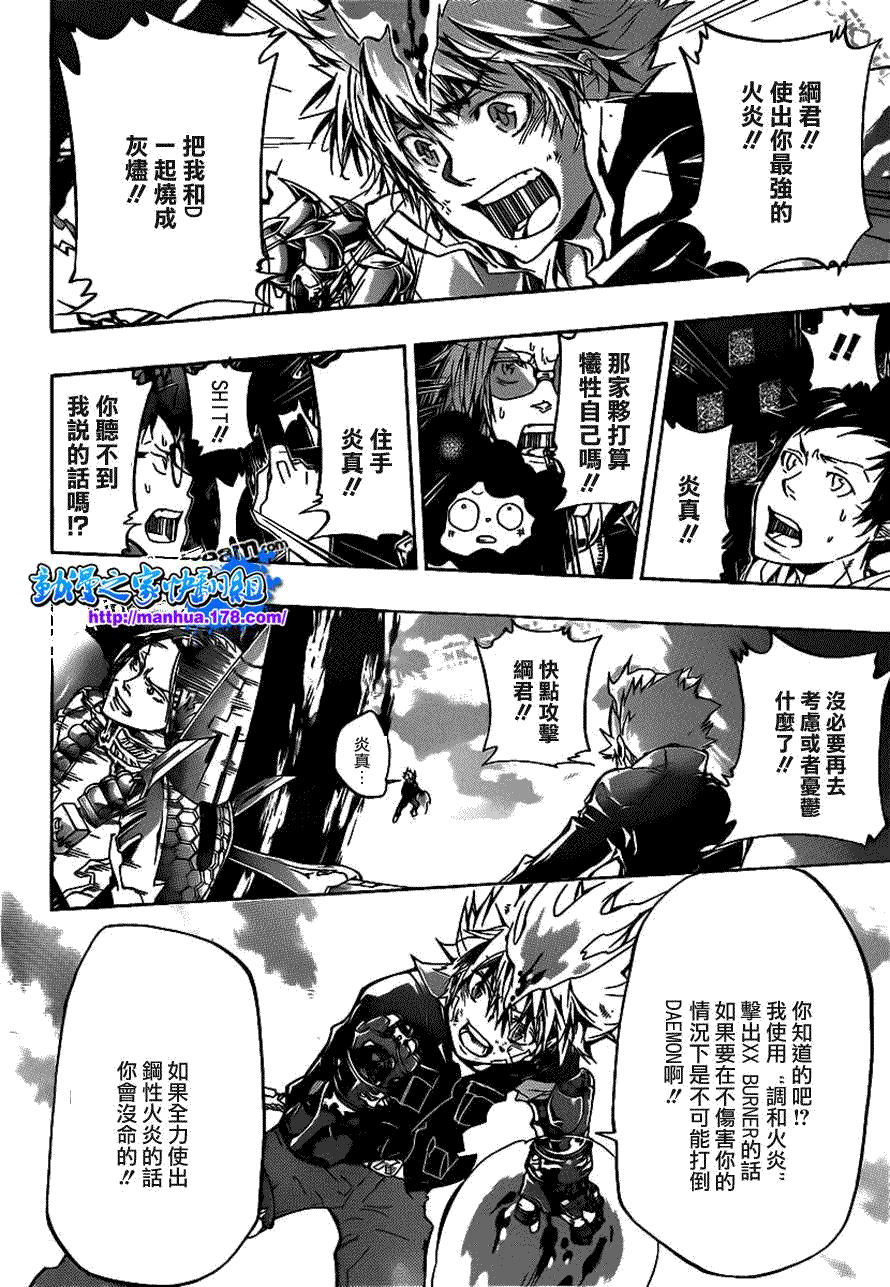 綱君!!
使出你最強的
火炎!!
把我和D
一起燒成
灰燼!!
!!
炎真!!
那家夥打算
犧牲自己嗎!!
住手
炎真!!
SHIT!!
你聽不到
我説的話嗎!?
動漫之家快翻組
http://manhua.178.com/
沒必要再去
考慮或者憂鬱
什麼了!!
快點攻擊
綱君!!
炎真…
你知道的吧!?
我使用“調和火炎”
擊出XX BURNER的話
如果要在不傷害你的
情況下是不可能打倒
DAEMON啊!!
如果全力使出
鋼性火炎的話
你會沒命的!!